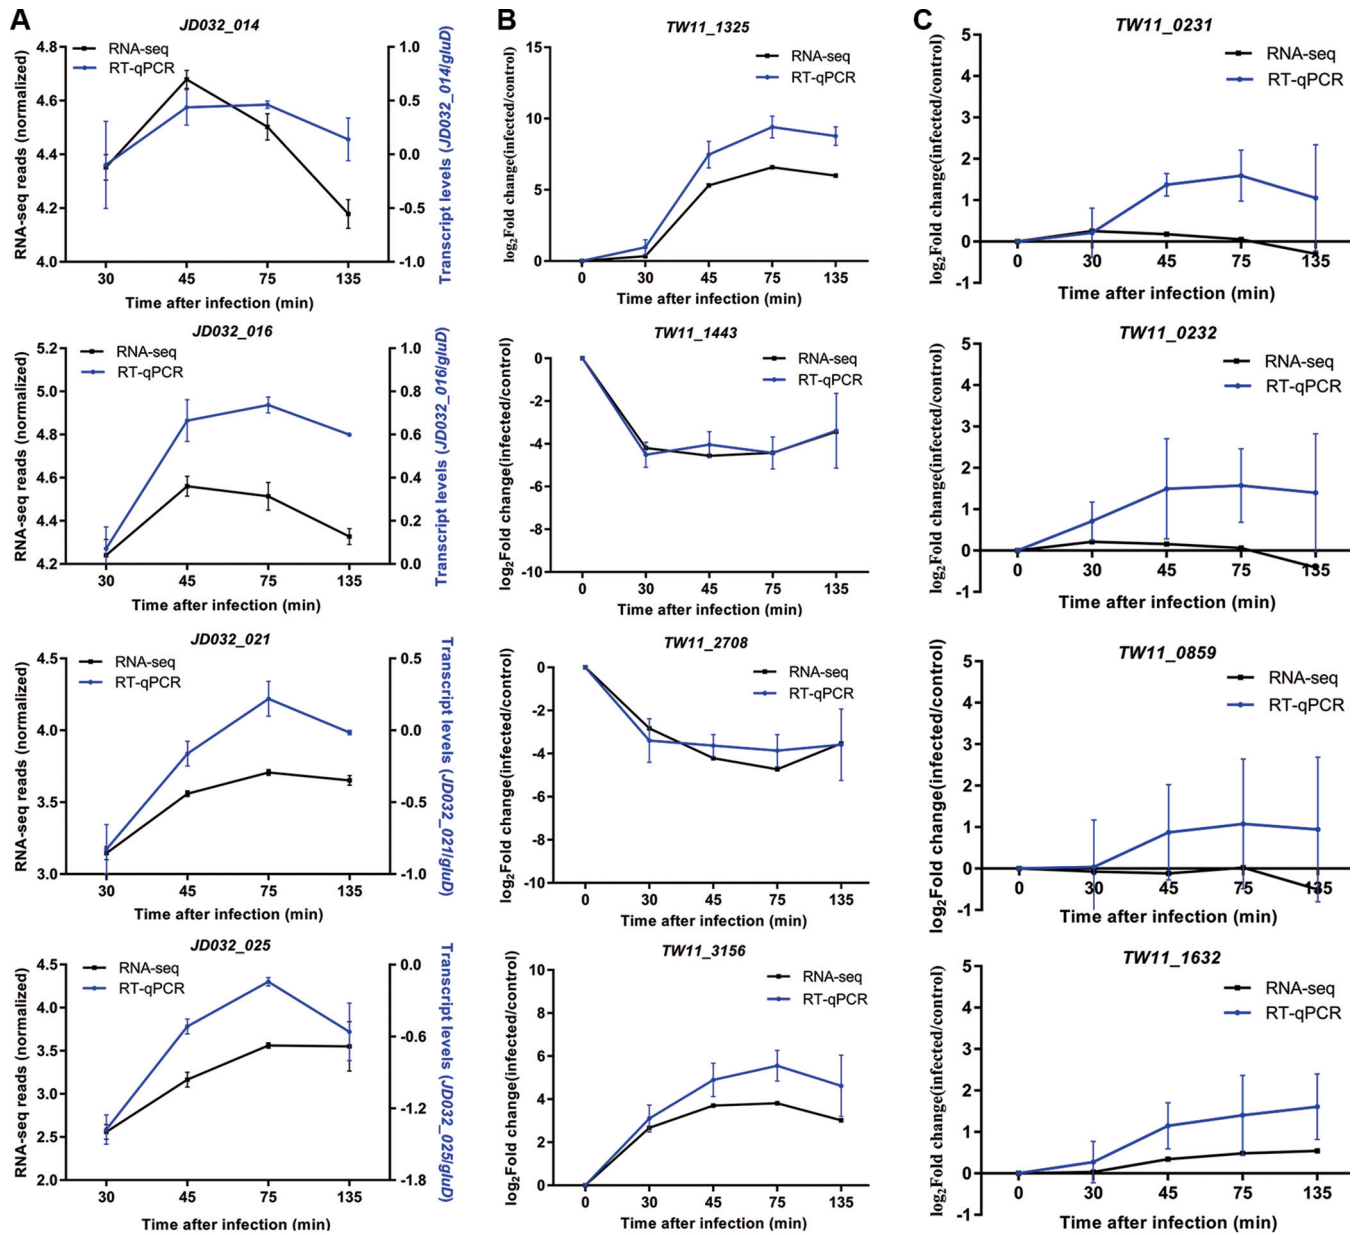 A
JD032_014
RNA-seq
RT-qPCR
RNA-seq reads (normalized)
4.8
4.6
4.4
4.2
4.0
1.0
0.5
0.0
-0.5
-1.0
Transcript levels (JD032_014/gluD)
30 45 75 135
Time after infection (min)
JD032_016
RNA-seq
RT-qPCR
RNA-seq reads (normalized)
5.2
5.0
4.8
4.6
4.4
4.2
1.0
0.8
0.6
0.4
0.2
0.0
Transcript levels (JD032_016/gluD)
30 45 75 135
Time after infection (min)
JD032_021
RNA-seq
RT-qPCR
RNA-seq reads (normalized)
4.5
4.0
3.5
3.0
0.5
0.0
-0.5
-1.0
Transcript levels (JD032_021/gluD)
30 45 75 135
Time after infection (min)
JD032_025
RNA-seq
RT-qPCR
RNA-seq reads (normalized)
4.5
4.0
3.5
3.0
2.5
2.0
0.0
-0.6
-1.2
-1.8
Transcript levels (JD032_025/gluD)
30 45 75 135
Time after infection (min)
B
TW11_1325
RNA-seq
RT-qPCR
log₂Fold change(infected/control)
15
10
5
0
0 30 45 75 135
Time after infection (min)
TW11_1443
RNA-seq
RT-qPCR
log₂Fold change(infected/control)
0
-2
-4
-6
-8
-10
0 30 45 75 135
Time after infection (min)
TW11_2708
RNA-seq
RT-qPCR
log₂Fold change(infected/control)
0
-2
-4
-6
-8
-10
0 30 45 75 135
Time after infection (min)
TW11_3156
RNA-seq
RT-qPCR
log₂Fold change(infected/control)
10
8
6
4
2
0
0 30 45 75 135
Time after infection (min)
C
TW11_0231
RNA-seq
RT-qPCR
log₂Fold change(infected/control)
5
4
3
2
1
0
-1
0 30 45 75 135
Time after infection (min)
TW11_0232
RNA-seq
RT-qPCR
log₂Fold change(infected/control)
5
4
3
2
1
0
-1
0 30 45 75 135
Time after infection (min)
TW11_0859
RNA-seq
RT-qPCR
log₂Fold change(infected/control)
5
4
3
2
1
0
-1
0 30 45 75 135
Time after infection (min)
TW11_1632
RNA-seq
RT-qPCR
log₂Fold change(infected/control)
5
4
3
2
1
0
-1
0 30 45 75 135
Time after infection (min)